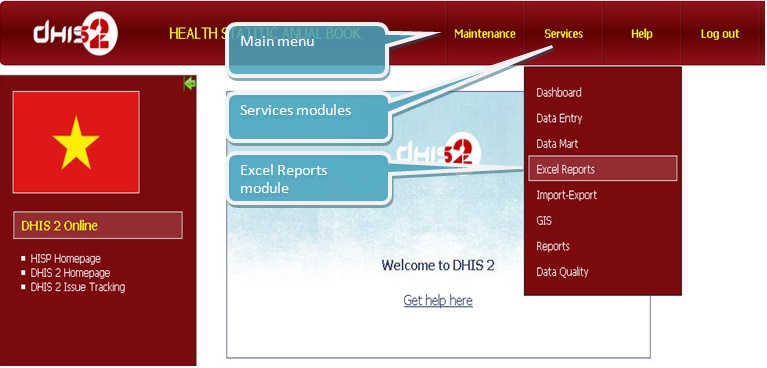 dhis2
HEALTH STATITIC ANUAL BOOK
Maintenance
Services
Help
Log out
Main menu
Services modules
Excel Reports
module
Dashboard
Data Entry
Data Mart
Excel Reports
Import-Export
GIS
Reports
Data Quality
DHIS 2 Online
HISP Homepage
DHIS 2 Homepage
DHIS 2 Issue Tracking
dhis2
Welcome to DHIS 2
Get help here